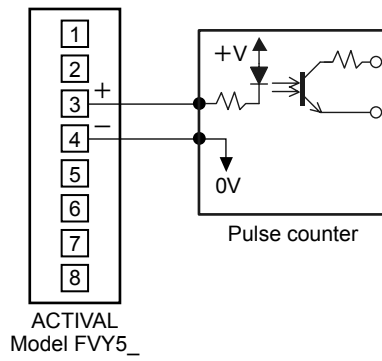 1
2
3
4
5
6
7
8
+
−
+V
0V
Pulse counter
ACTIVAL
Model FVY5_